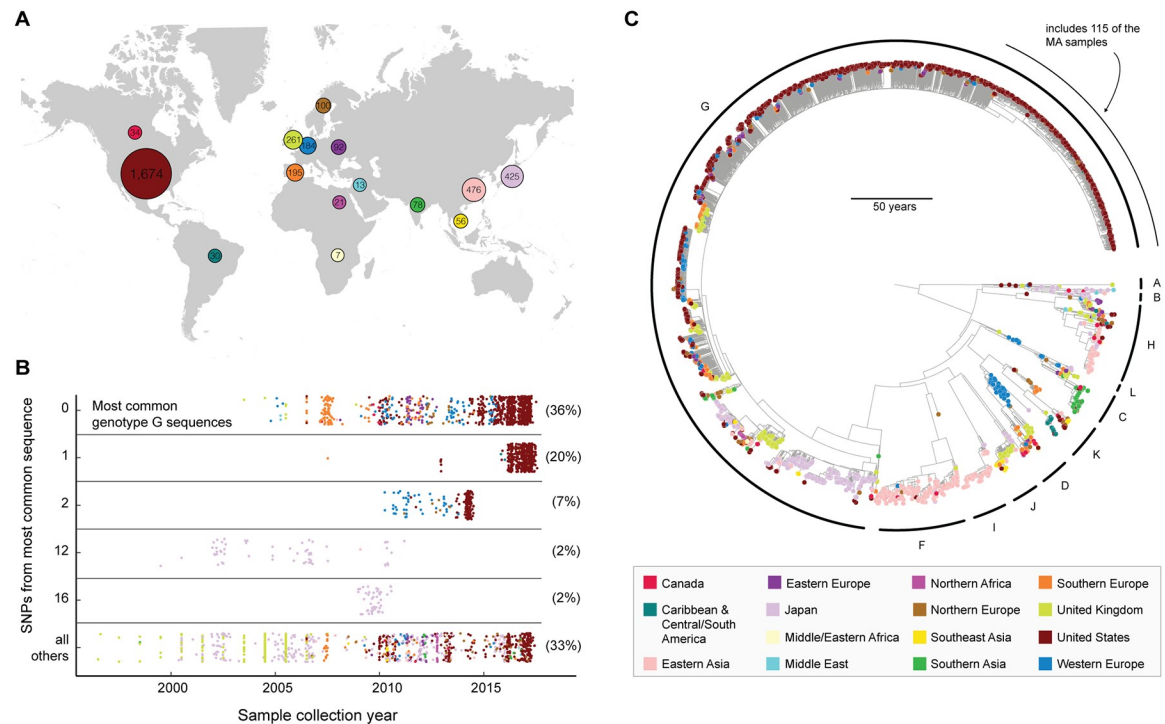 A
34
1,674
30
100
261
184
92
195
13
21
7
78
56
476
425
B
SNPs from most common sequence
0
1
2
12
16
all
others
Most common
genotype G sequences
(36%)
(20%)
(7%)
(2%)
(2%)
(33%)
2000
2005
2010
2015
Sample collection year
C
includes 115 of the
MA samples
50 years
G
A
B
H
L
C
K
D
J
I
F
Canada
Caribbean &
Central/South
America
Eastern Asia
Eastern Europe
Japan
Middle/Eastern Africa
Middle East
Northern Africa
Northern Europe
Southeast Asia
Southern Asia
Southern Europe
United Kingdom
United States
Western Europe